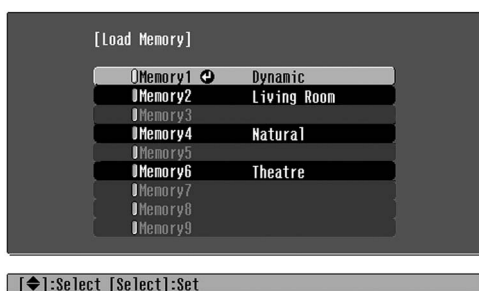 [Load Memory]
Memory1 Dynamic
Memory2 Living Room
Memory3
Memory4 Natural
Memory5
Memory6 Theatre
Memory7
Memory8
Memory9
[◆]:Select [Select]:Set